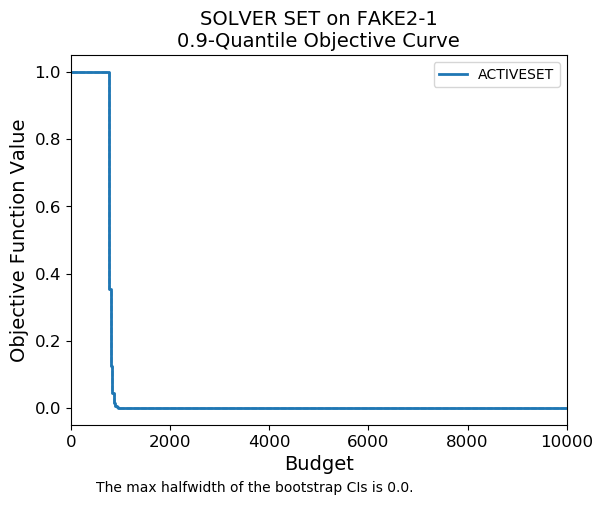 SOLVER SET on FAKE2-1
0.9-Quantile Objective Curve
ACTIVESET
1.0
0.8
0.6
0.4
0.2
0.0
Objective Function Value
0 2000 4000 6000 8000 10000
Budget
The max halfwidth of the bootstrap CIs is 0.0.